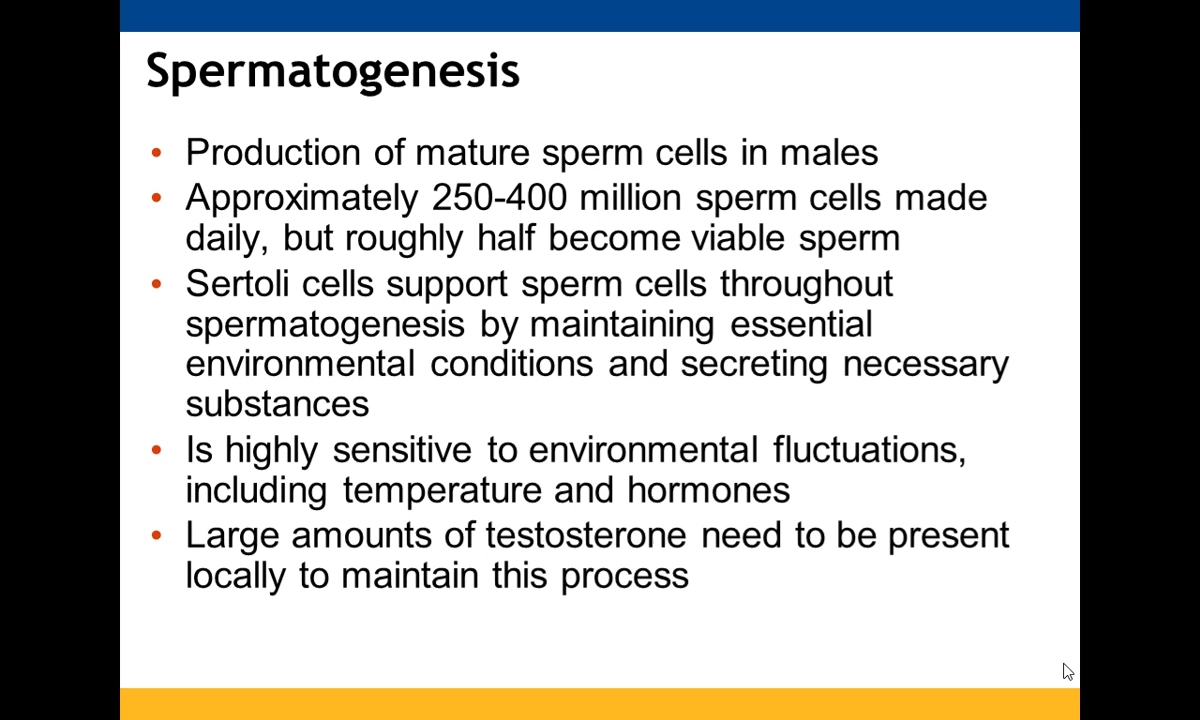 Spermatogenesis
• Production of mature sperm cells in males
• Approximately 250-400 million sperm cells made
daily, but roughly half become viable sperm
• Sertoli cells support sperm cells throughout
spermatogenesis by maintaining essential
environmental conditions and secreting necessary
substances
• Is highly sensitive to environmental fluctuations,
including temperature and hormones
• Large amounts of testosterone need to be present
locally to maintain this process